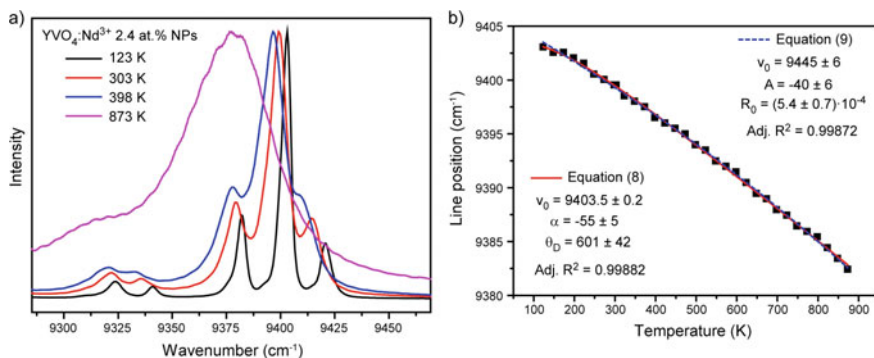 a)
YVO₄:Nd³⁺ 2.4 at.% NPs
123 K
303 K
398 K
873 K
Intensity
9300 9325 9350 9375 9400 9425 9450
Wavenumber (cm⁻¹)
b)
9405
9400
9395
9390
9385
9380
Line position (cm⁻¹)
Equation (9)
ν₀ = 9445 ± 6
A = -40 ± 6
R₀ = (5.4 ± 0.7)·10⁻⁴
Adj. R² = 0.99872
Equation (8)
ν₀ = 9403.5 ± 0.2
α = -55 ± 5
θ_D = 601 ± 42
Adj. R² = 0.99882
100 200 300 400 500 600 700 800 900
Temperature (K)